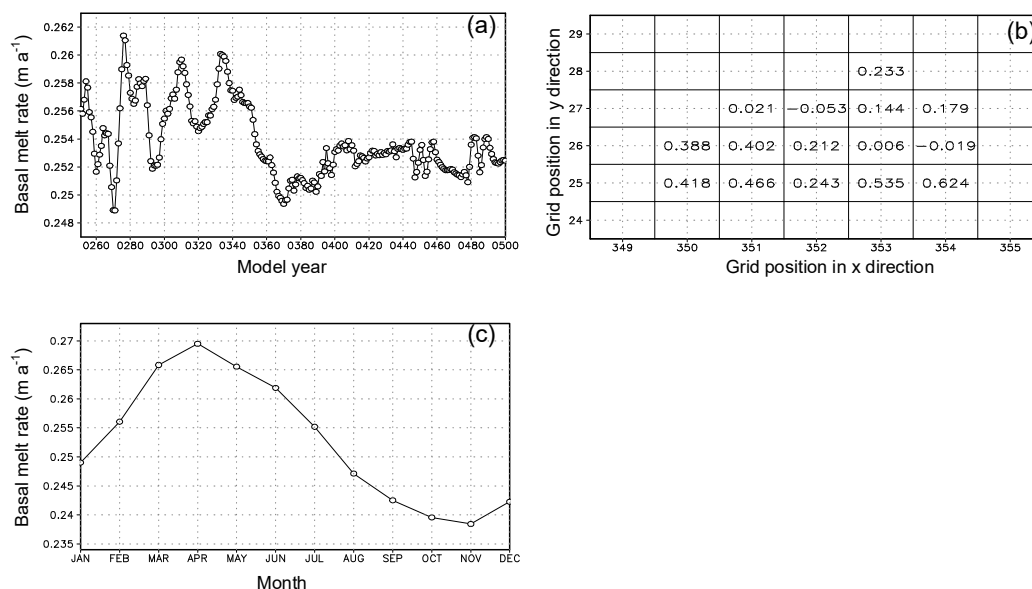 (a)
Basal melt rate (m a⁻¹)
0.262
0.26
0.258
0.256
0.254
0.252
0.25
0.248
0260 0280 0300 0320 0340 0360 0380 0400 0420 0440 0460 0480 0500
Model year
(b)
Grid position in y direction
29
28 0.233
27 0.021 −0.053 0.144 0.179
26 0.388 0.402 0.212 0.006 −0.019
25 0.418 0.466 0.243 0.535 0.624
24
349 350 351 352 353 354 355
Grid position in x direction
(c)
Basal melt rate (m a⁻¹)
0.27
0.265
0.26
0.255
0.25
0.245
0.24
0.235
JAN FEB MAR APR MAY JUN JUL AUG SEP OCT NOV DEC
Month